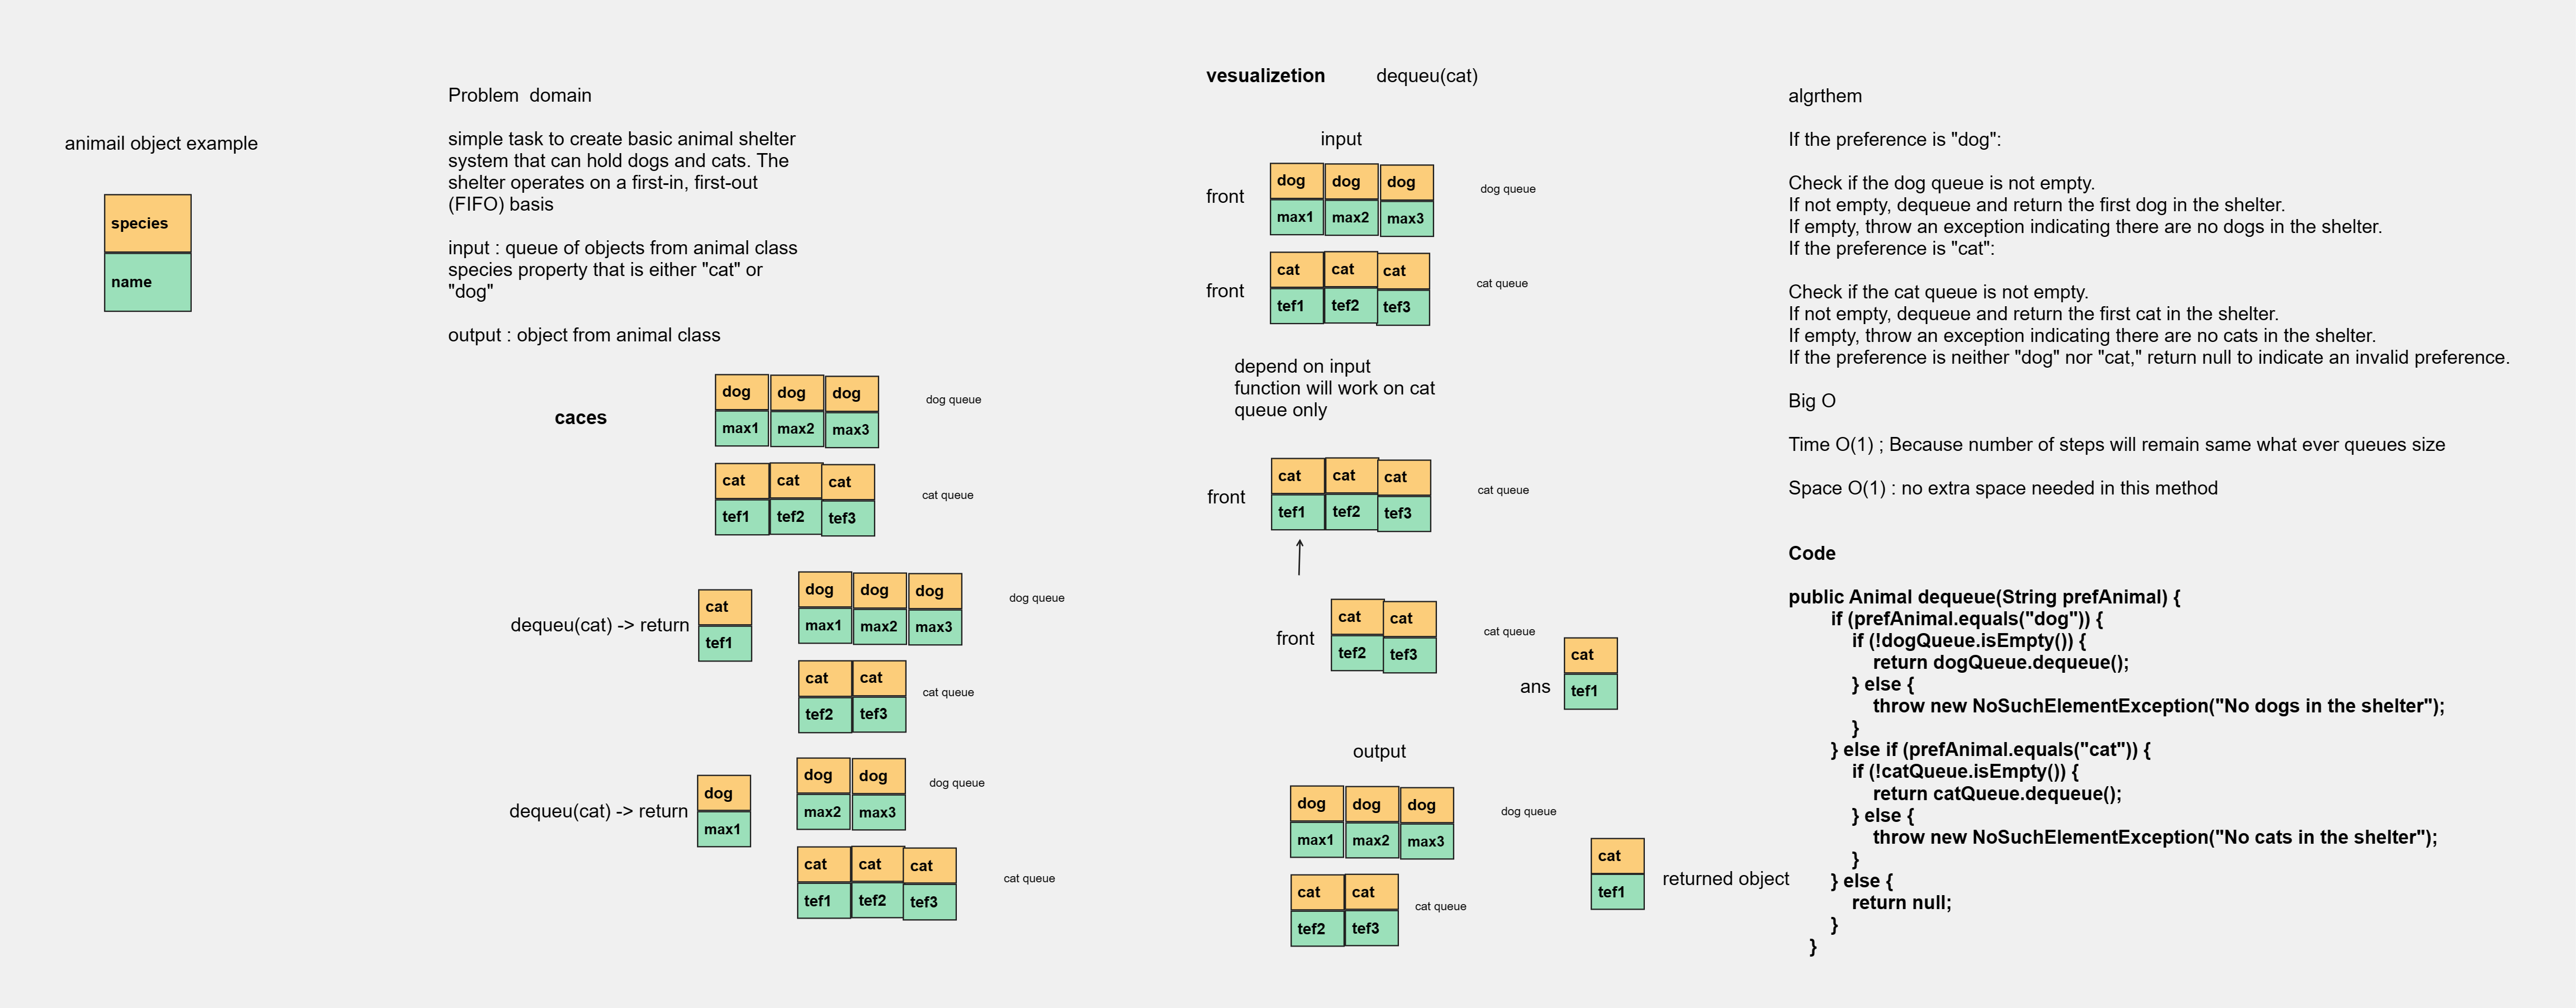 animail object example
species
name
Problem  domain
simple task to create basic animal shelter
system that can hold dogs and cats. The
shelter operates on a first-in, first-out
(FIFO) basis
input : queue of objects from animal class
species property that is either "cat" or
"dog"
output : object from animal class
caces
dog dog dog
max1 max2 max3
dog queue
cat cat cat
tef1 tef2 tef3
cat queue
dequeu(cat) -> return
cat
tef1
dog dog dog
max1 max2 max3
dog queue
cat cat
tef2 tef3
cat queue
dequeu(cat) -> return
dog
max1
dog dog
max2 max3
dog queue
cat cat cat
tef1 tef2 tef3
cat queue
vesualizetion dequeu(cat)
input
front
dog dog dog
max1 max2 max3
dog queue
front
cat cat cat
tef1 tef2 tef3
cat queue
depend on input
function will work on cat
queue only
front
cat cat cat
tef1 tef2 tef3
cat queue
front
cat cat
tef2 tef3
cat queue
ans
cat
tef1
output
dog dog dog
max1 max2 max3
dog queue
cat cat
tef2 tef3
cat queue
cat
tef1
returned object
algrthem
If the preference is "dog":
Check if the dog queue is not empty.
If not empty, dequeue and return the first dog in the shelter.
If empty, throw an exception indicating there are no dogs in the shelter.
If the preference is "cat":
Check if the cat queue is not empty.
If not empty, dequeue and return the first cat in the shelter.
If empty, throw an exception indicating there are no cats in the shelter.
If the preference is neither "dog" nor "cat," return null to indicate an invalid preference.
Big O
Time O(1) ; Because number of steps will remain same what ever queues size
Space O(1) : no extra space needed in this method
Code
public Animal dequeue(String prefAnimal) {
if (prefAnimal.equals("dog")) {
if (!dogQueue.isEmpty()) {
return dogQueue.dequeue();
} else {
throw new NoSuchElementException("No dogs in the shelter");
}
} else if (prefAnimal.equals("cat")) {
if (!catQueue.isEmpty()) {
return catQueue.dequeue();
} else {
throw new NoSuchElementException("No cats in the shelter");
}
} else {
return null;
}
}